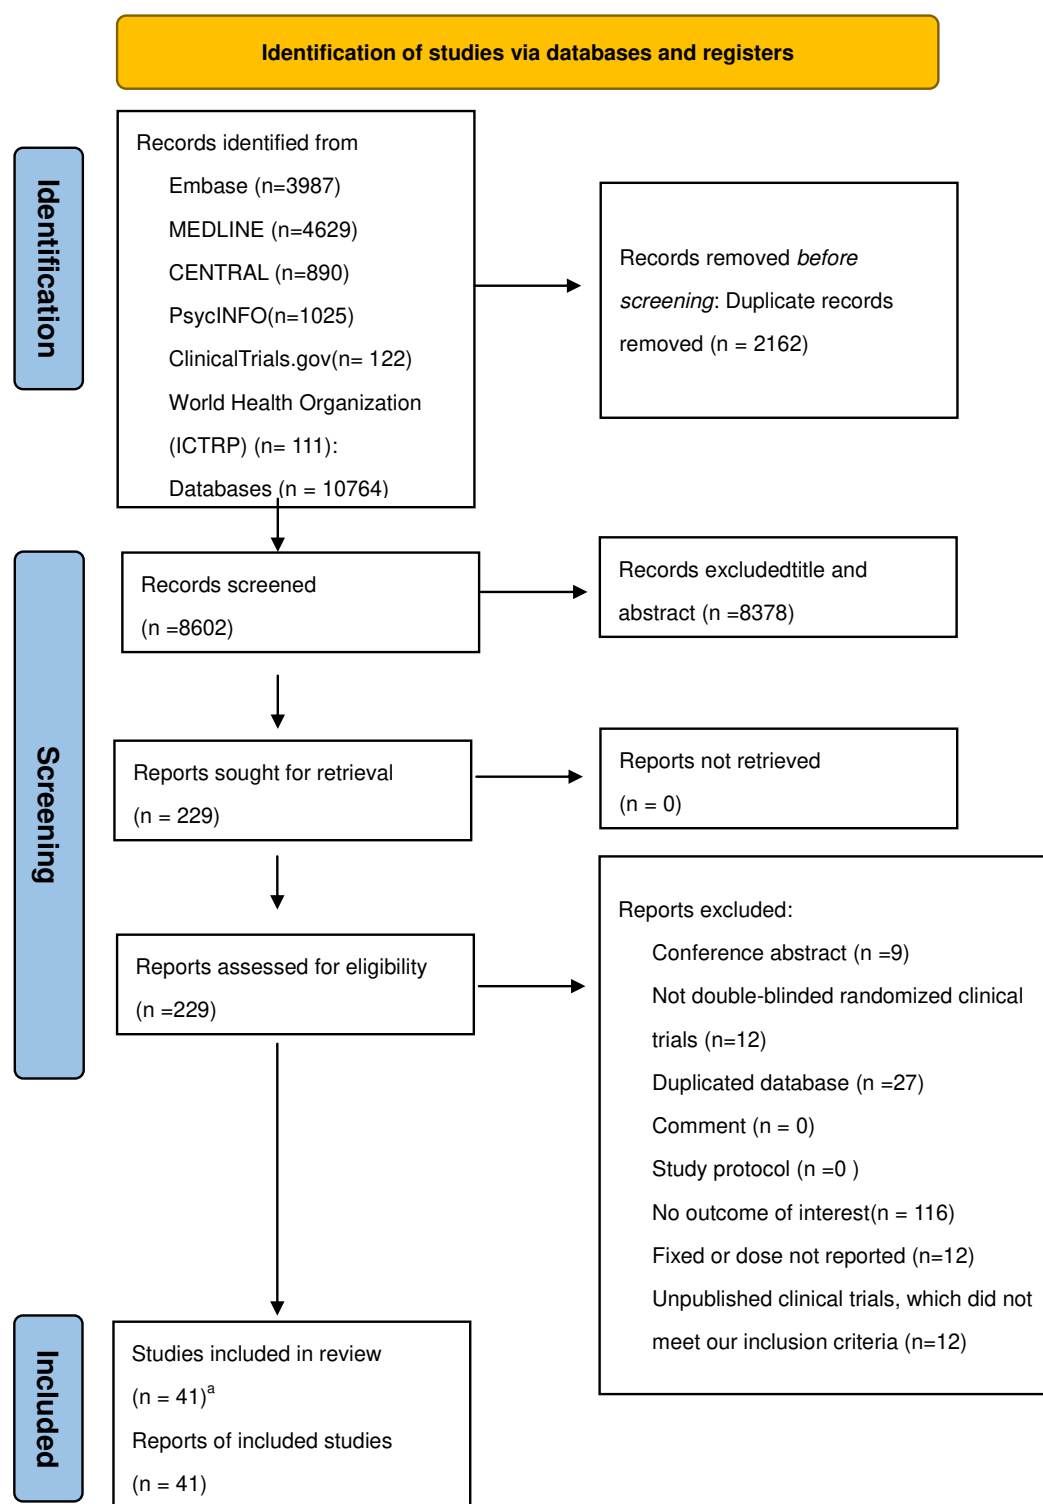 Identification of studies via databases and registers
Identification
Records identified from
Embase (n=3987)
MEDLINE (n=4629)
CENTRAL (n=890)
PsycINFO(n=1025)
ClinicalTrials.gov(n= 122)
World Health Organization
(ICTRP) (n= 111):
Databases (n = 10764)
Records removed before
screening: Duplicate records
removed (n = 2162)
Screening
Records screened
(n =8602)
Records excludedtitle and
abstract (n =8378)
Reports sought for retrieval
(n = 229)
Reports not retrieved
(n = 0)
Reports assessed for eligibility
(n =229)
Reports excluded:
Conference abstract (n =9)
Not double-blinded randomized clinical
trials (n=12)
Duplicated database (n =27)
Comment (n = 0)
Study protocol (n =0 )
No outcome of interest(n = 116)
Fixed or dose not reported (n=12)
Unpublished clinical trials, which did not
meet our inclusion criteria (n=12)
Included
Studies included in review
(n = 41)a
Reports of included studies
(n = 41)